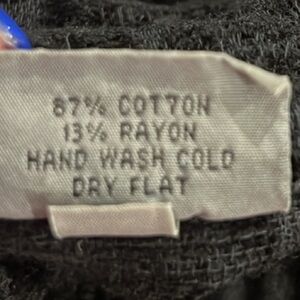 87% COTTON
13% RAYON
HAND WASH COLD
DRY FLAT